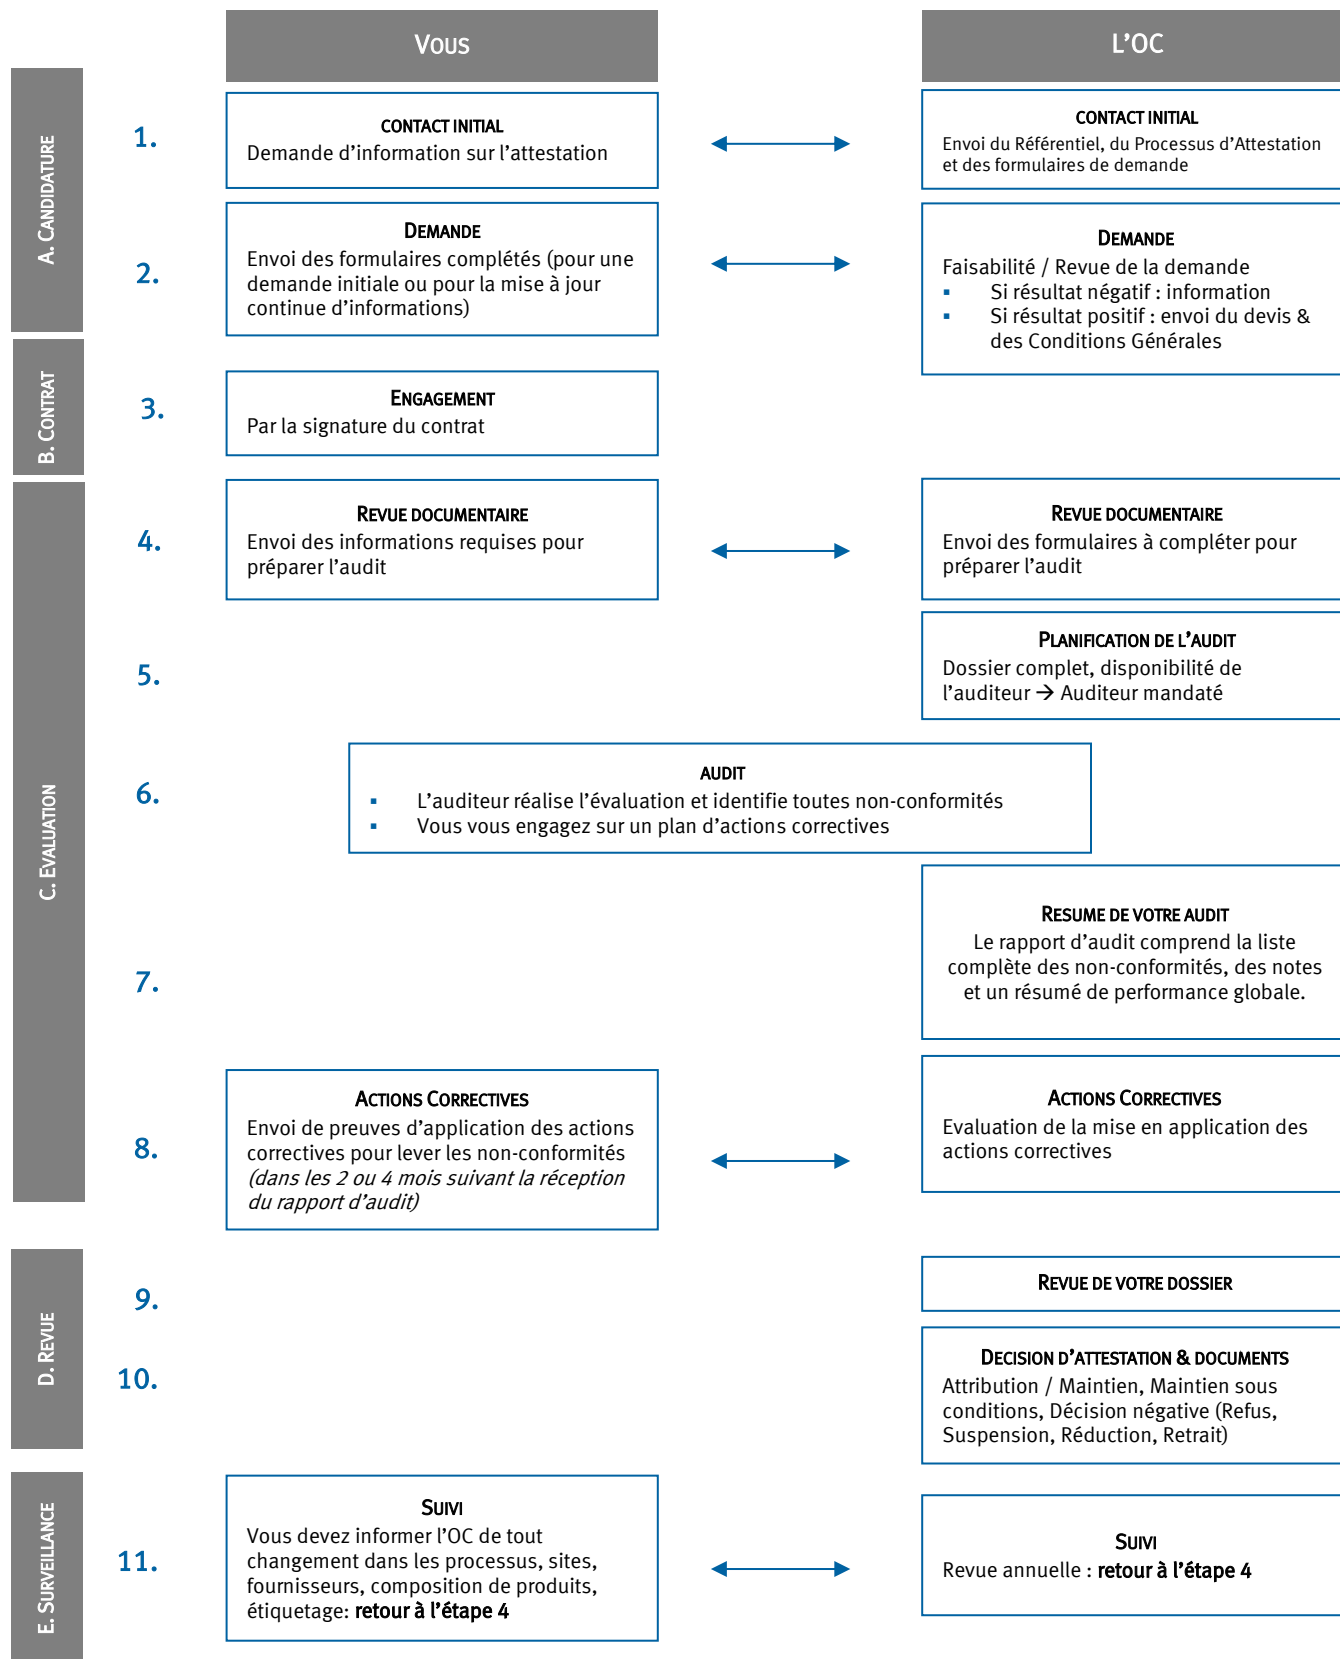 Vous
L’OC
A. Candidature
1.
CONTACT INITIAL
Demande d’information sur l’attestation
CONTACT INITIAL
Envoi du Référentiel, du Processus d’Attestation
et des formulaires de demande
2.
Demande
Envoi des formulaires complétés (pour une
demande initiale ou pour la mise à jour
continue d’informations)
Demande
Faisabilité / Revue de la demande
▪ Si résultat négatif : information
▪ Si résultat positif : envoi du devis &
des Conditions Générales
B. Contrat
3.
Engagement
Par la signature du contrat
C. Evaluation
4.
Revue documentaire
Envoi des informations requises pour
préparer l’audit
Revue documentaire
Envoi des formulaires à compléter pour
préparer l’audit
5.
Planification de l’audit
Dossier complet, disponibilité de
l’auditeur → Auditeur mandaté
6.
AUDIT
▪ L’auditeur réalise l’évaluation et identifie toutes non-conformités
▪ Vous vous engagez sur un plan d’actions correctives
7.
Resume de votre audit
Le rapport d’audit comprend la liste
complète des non-conformités, des notes
et un résumé de performance globale.
8.
Actions Correctives
Envoi de preuves d’application des actions
correctives pour lever les non-conformités
(dans les 2 ou 4 mois suivant la réception
du rapport d’audit)
Actions Correctives
Evaluation de la mise en application des
actions correctives
D. Revue
9.
Revue de votre dossier
10.
Decision d’attestation & documents
Attribution / Maintien, Maintien sous
conditions, Décision négative (Refus,
Suspension, Réduction, Retrait)
E. Surveillance
11.
Suivi
Vous devez informer l’OC de tout
changement dans les processus, sites,
fournisseurs, composition de produits,
étiquetage: retour à l’étape 4
Suivi
Revue annuelle : retour à l’étape 4